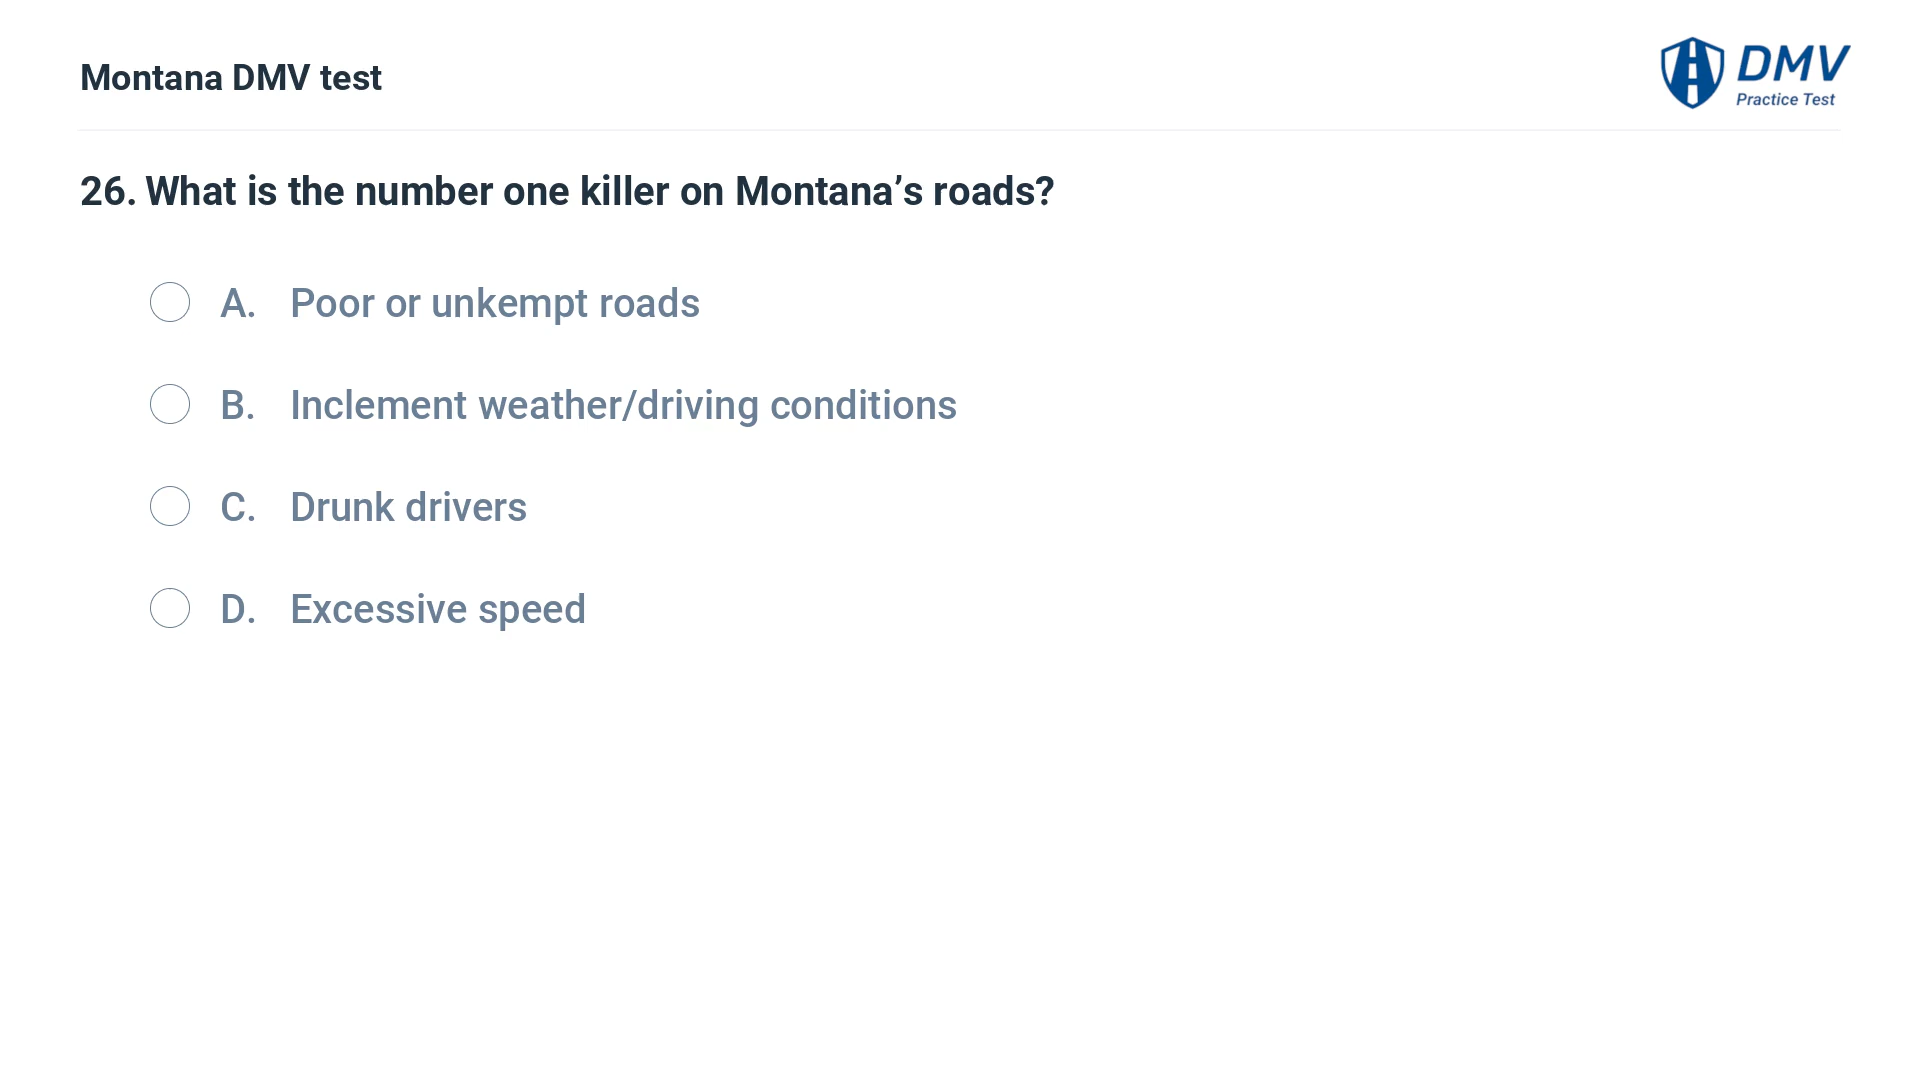 Montana DMV test
DMV
Practice Test
26. What is the number one killer on Montana’s roads?
A. Poor or unkempt roads
B. Inclement weather/driving conditions
C. Drunk drivers
D. Excessive speed